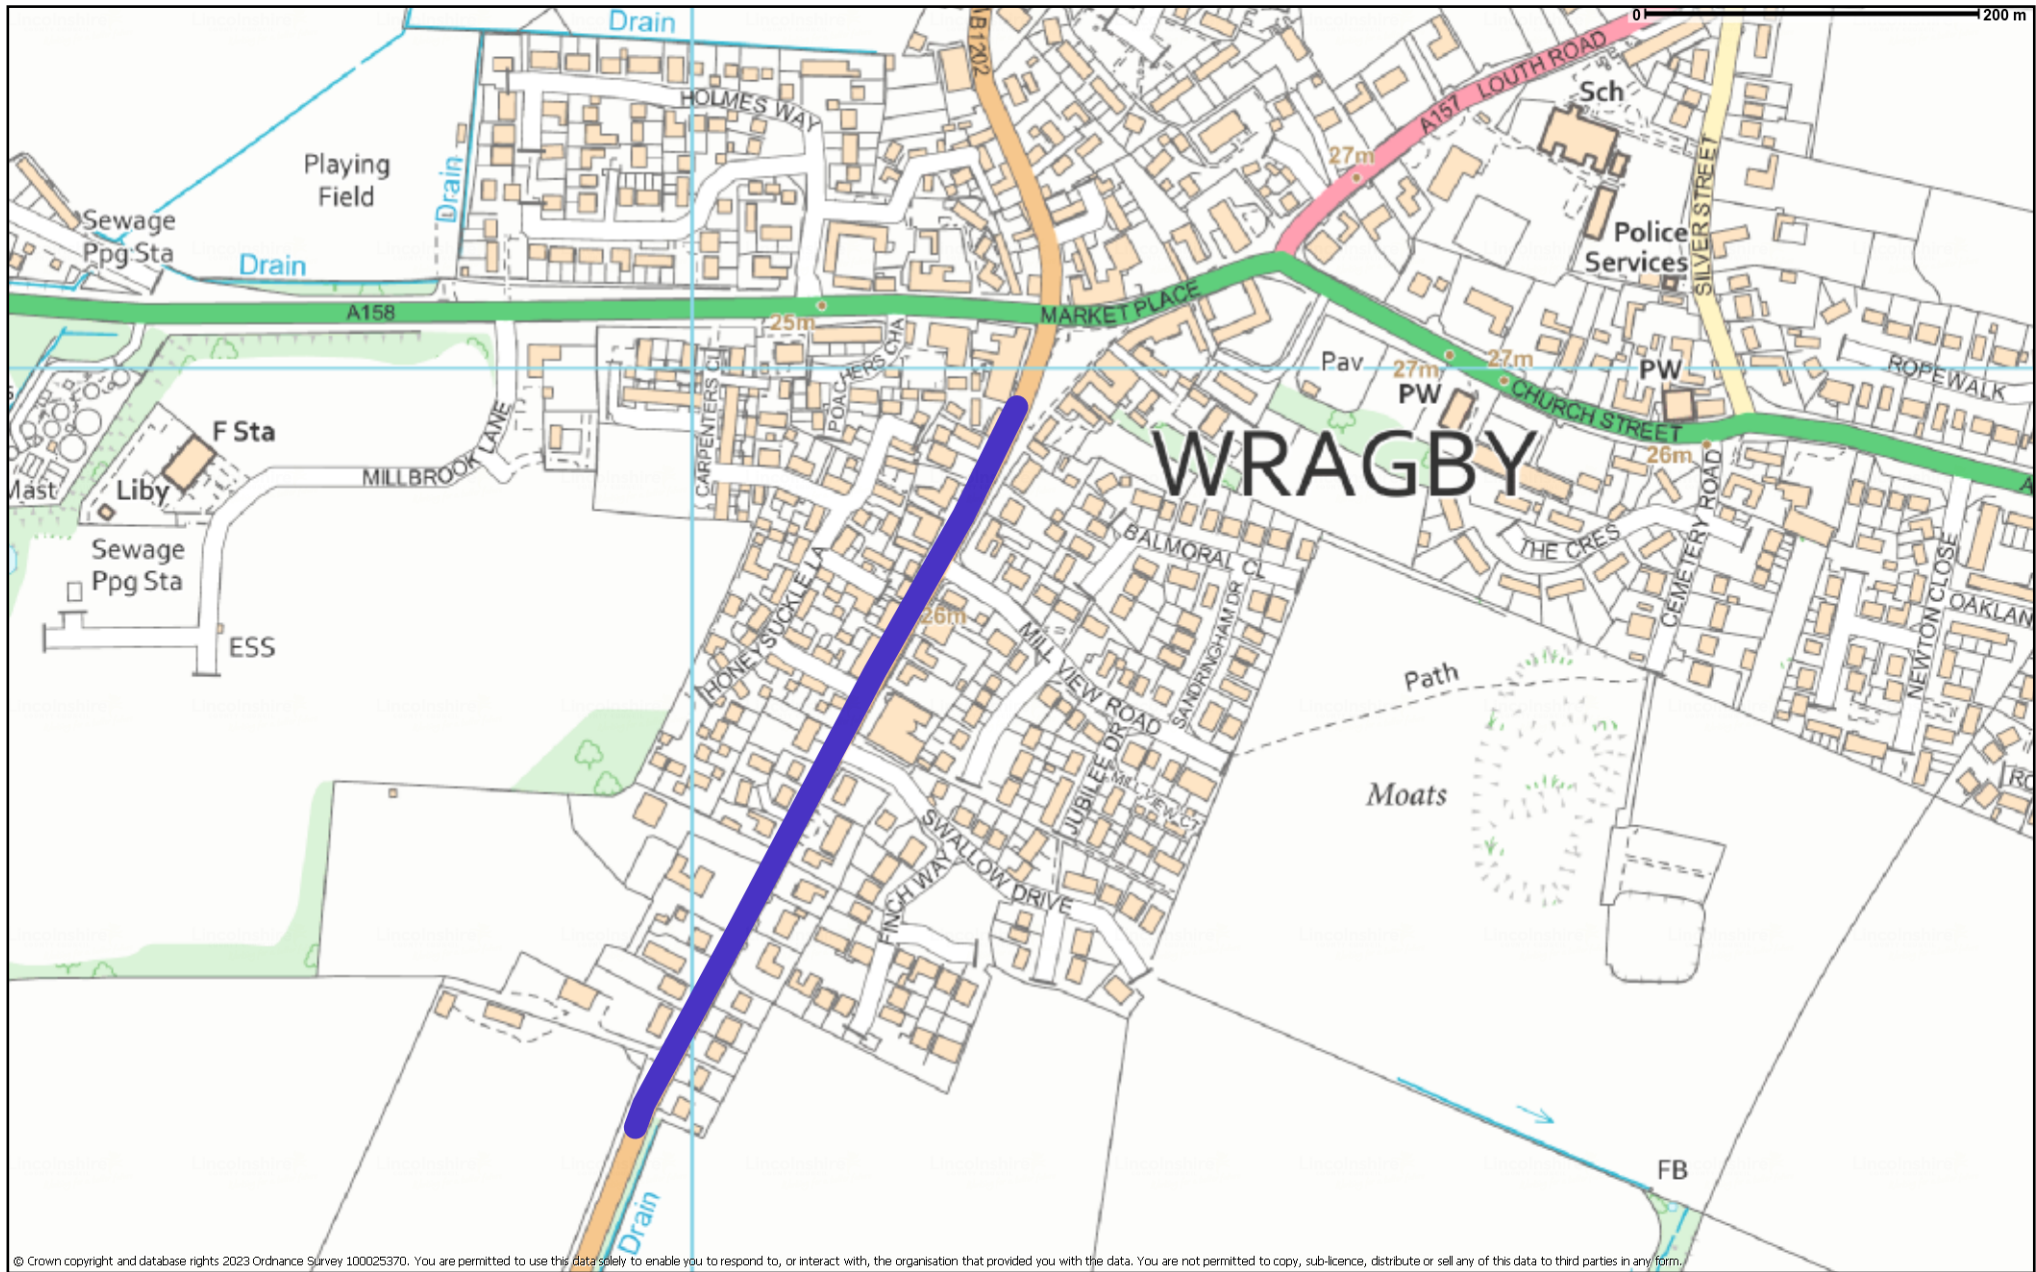 Drain
B1202
0 200 m
LOUTH ROAD
A157
HOLMES WAY
Sch
27m
Playing
Field
Drain
SILVER STREET
Sewage
Ppg Sta
Drain
Police
Services
A158
25m
MARKET PLACE
POACHERS CHA
CARPENTERS CL
Pav
27m
27m
PW
PW
ROPEWALK
CHURCH STREET
26m
F Sta
MILLBROOK LANE
Mast
Liby
WRAGBY
CEMETERY ROAD
THE CRES
BALMORAL CL
NEWTON CLOSE
OAKLAN
Sewage
Ppg Sta
ESS
HONEYSUCKLE LA
26m
MILL VIEW ROAD
SANDRINGHAM DR
Path
JUBILEE DR
MILL VIEW CT
Moats
SWALLOW DRIVE
FINCH WAY
FB
Drain
© Crown copyright and database rights 2023 Ordnance Survey 100025370. You are permitted to use this data solely to enable you to respond to, or interact with, the organisation that provided you with the data. You are not permitted to copy, sub-licence, distribute or sell any of this data to third parties in any form.